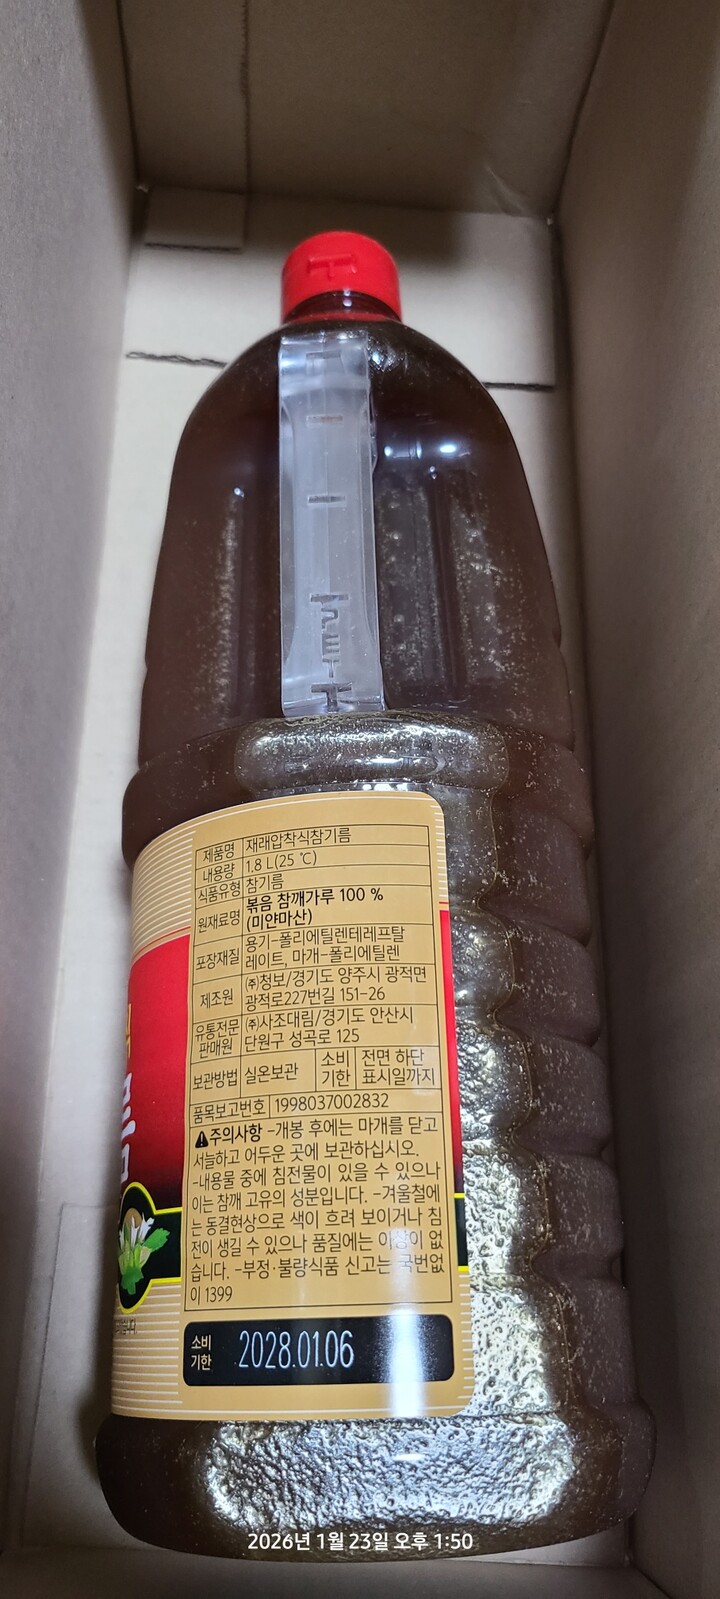 PET
제품명 재래압착식참기름
내용량 1.8 L(25 ℃)
식품유형 참기름
원재료명 볶음 참깨가루 100 %
(미얀마산)
포장재질 용기-폴리에틸렌테레프탈
레이트, 마개-폴리에틸렌
제조원 ㈜청보/경기도 양주시 광적면
광적로227번길 151-26
유통전문
판매원 ㈜사조대림/경기도 안산시
단원구 성곡로 125
보관방법 실온보관 소비
기한 전면 하단
표시일까지
품목보고번호 1998037002832
주의사항 -개봉 후에는 마개를 닫고
서늘하고 어두운 곳에 보관하십시오.
-내용물 중에 침전물이 있을 수 있으나
이는 참깨 고유의 성분입니다. -겨울철에
는 동결현상으로 색이 흐려 보이거나 침
전이 생길 수 있으나 품질에는 이상이 없
습니다. -부정·불량식품 신고는 국번없
이 1399
소비
기한 2028.01.06
2026년 1월 23일 오후 1:50